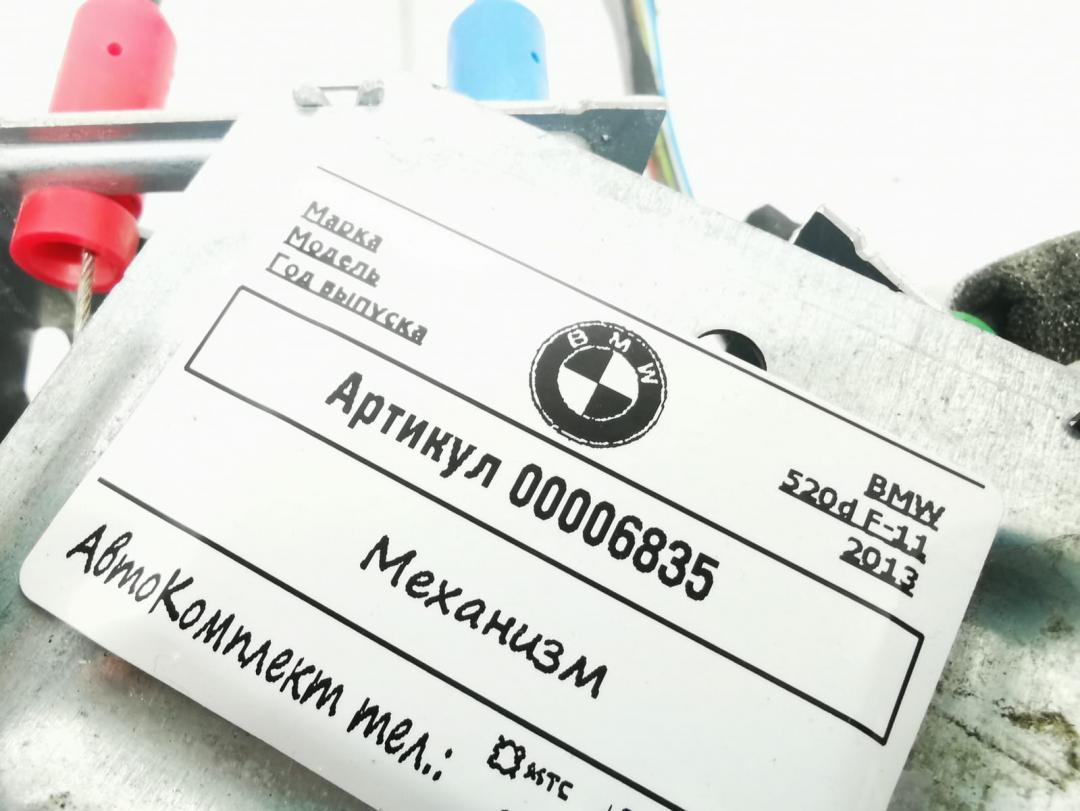 Марка
Модель
Год выпуска
BMW
BMW
520d F-11
2013
Артикул 00006835
Механизм
АвтоКомплект тел.:
МТС